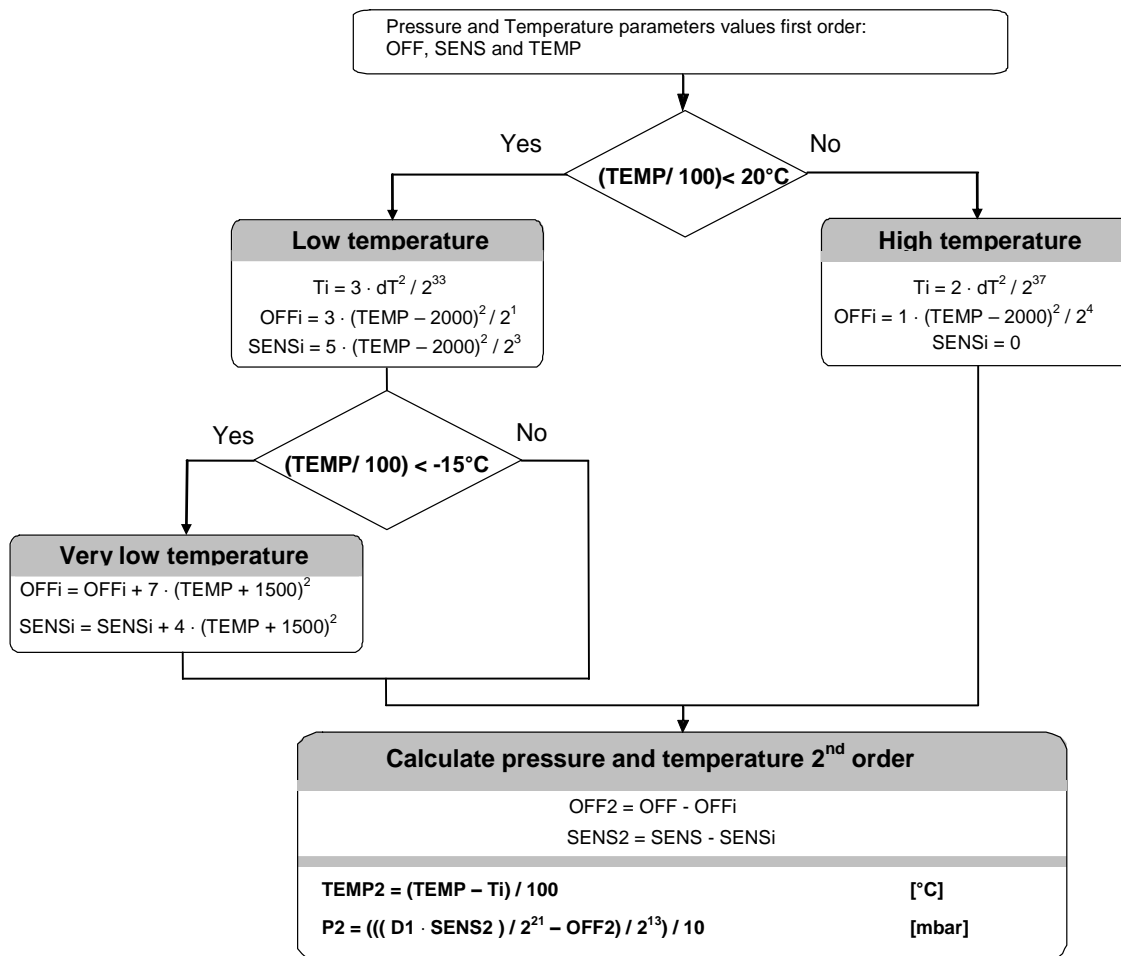 Pressure and Temperature parameters values first order:
OFF, SENS and TEMP
Yes
No
(TEMP/ 100)< 20°C
Low temperature
Ti = 3 · dT² / 2³³
OFFi = 3 · (TEMP – 2000)² / 2¹
SENSi = 5 · (TEMP – 2000)² / 2³
High temperature
Ti = 2 · dT² / 2³⁷
OFFi = 1 · (TEMP – 2000)² / 2⁴
SENSi = 0
Yes
No
(TEMP/ 100) < -15°C
Very low temperature
OFFi = OFFi + 7 · (TEMP + 1500)²
SENSi = SENSi + 4 · (TEMP + 1500)²
Calculate pressure and temperature 2ⁿᵈ order
OFF2 = OFF - OFFi
SENS2 = SENS - SENSi
TEMP2 = (TEMP – Ti) / 100 [°C]
P2 = ((( D1 · SENS2 ) / 2²¹ – OFF2) / 2¹³) / 10 [mbar]